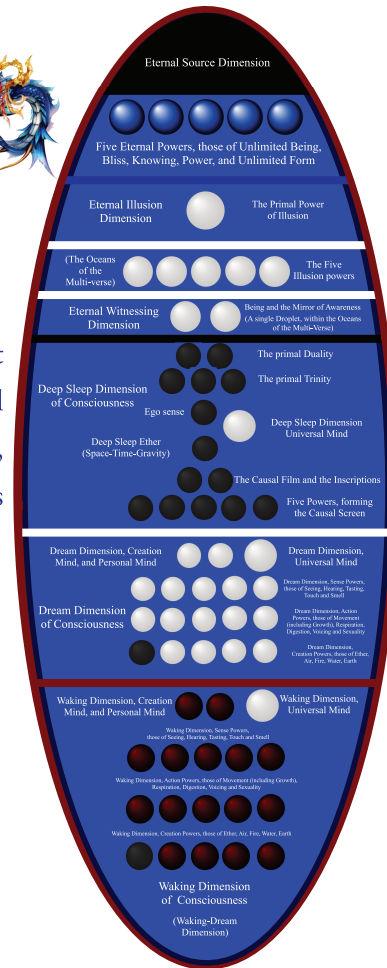 Eternal Source Dimension
Five Eternal Powers, those of Unlimited Being,
Bliss, Knowing, Power, and Unlimited Form
Eternal Illusion
Dimension
The Primal Power
of Illusion
(The Oceans
of the
Multi-verse)
The Five
Illusion powers
Eternal Witnessing
Dimension
Being and the Mirror of Awareness
(A single Droplet, within the Oceans
of the Multi-Verse)
The primal Duality
The primal Trinity
Deep Sleep Dimension
of Consciousness
Ego sense
Deep Sleep Dimension
Universal Mind
Deep Sleep Ether
(Space-Time-Gravity)
The Causal Film and the Inscriptions
Five Powers, forming
the Causal Screen
Dream Dimension, Creation
Mind, and Personal Mind
Dream Dimension,
Universal Mind
Dream Dimension, Sense Powers,
those of Seeing, Hearing, Tasting,
Touch and Smell
Dream Dimension
of Consciousness
Dream Dimension, Action
Powers, those of Movement
(including Growth), Respiration,
Digestion, Voicing and Sexuality
Dream Dimension,
Creation Powers, those of Ether,
Air, Fire, Water, Earth
Waking Dimension, Creation
Mind, and Personal Mind
Waking Dimension,
Universal Mind
Waking Dimension, Sense Powers,
those of Seeing, Hearing, Tasting, Touch and Smell
Waking Dimension, Action Powers, those of Movement (including Growth),
Respiration, Digestion, Voicing and Sexuality
Waking Dimension, Creation Powers, those of Ether, Air, Fire, Water, Earth
Waking Dimension
of Consciousness
(Waking-Dream
Dimension)